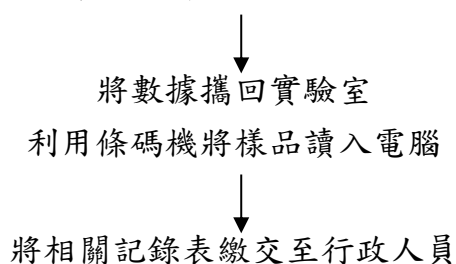 將數據攜回實驗室
利用條碼機將樣品讀入電腦
將相關記錄表繳交至行政人員